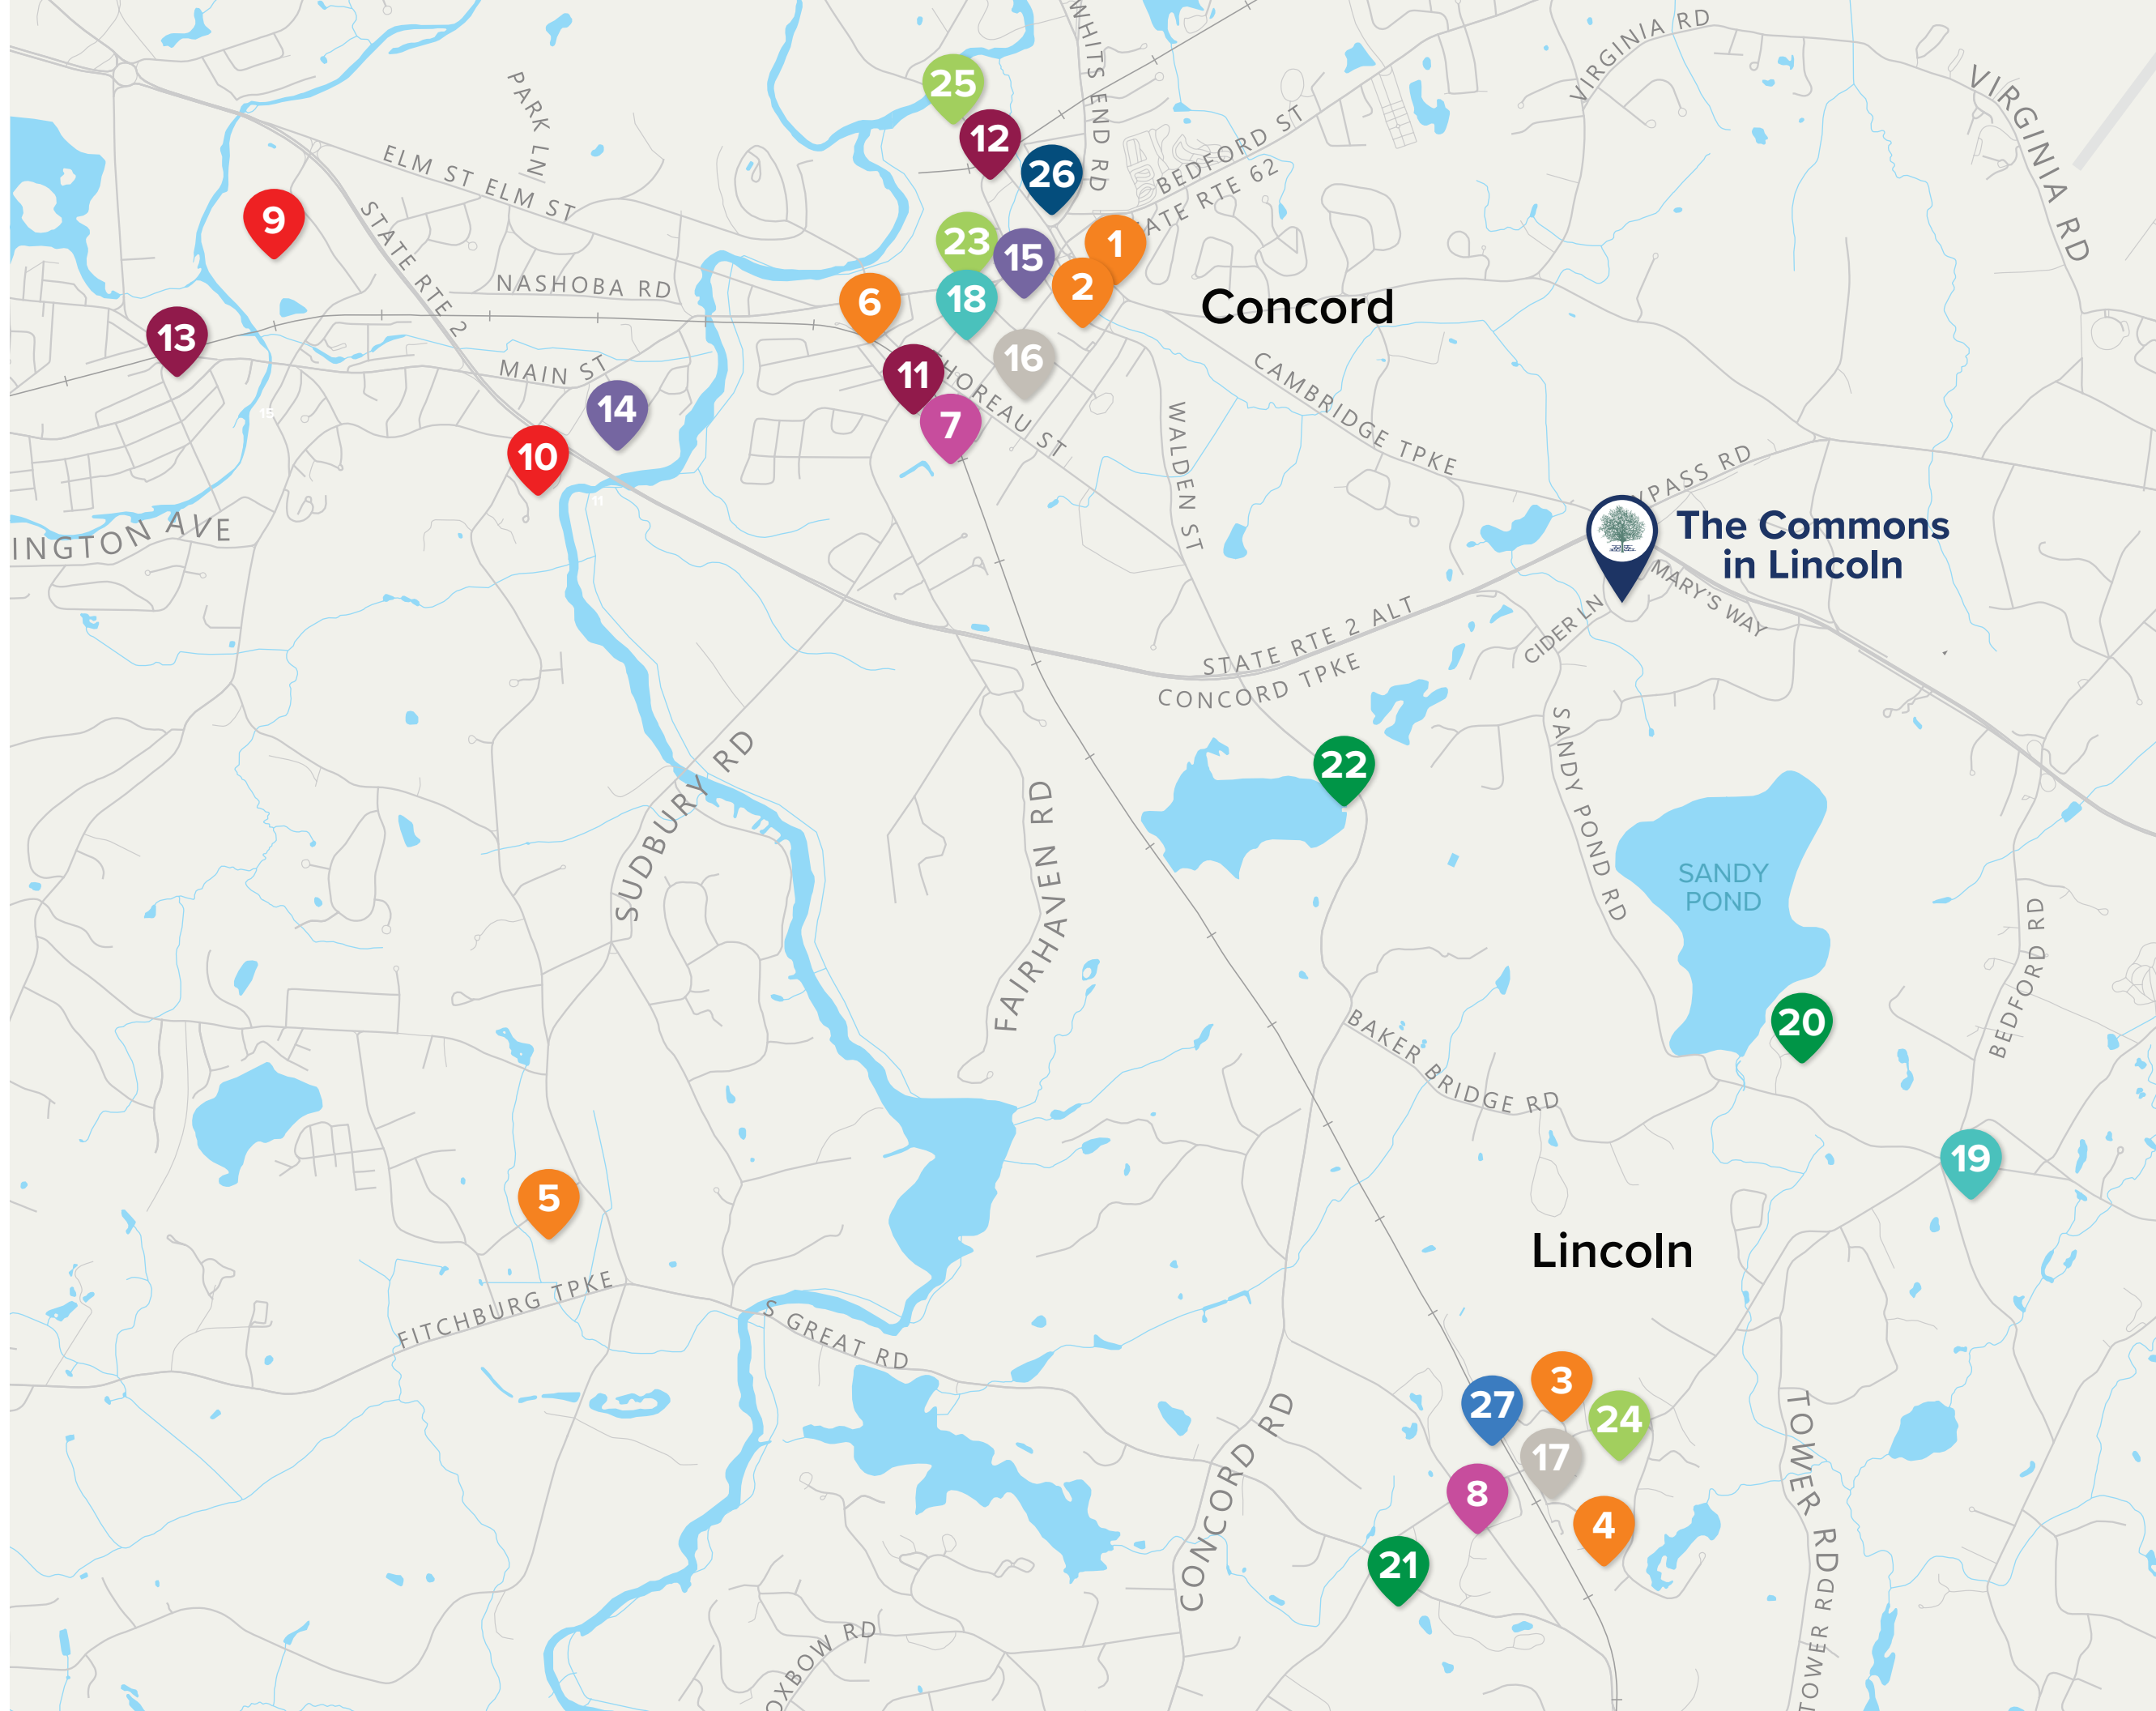 WHITS END RD
VIRGINIA RD
VIRGINIA RD
PARK LN
25
12
26
BEDFORD ST
ATE RTE 62
ELM ST ELM ST
9
STATE RTE 2
23
15
1
2
NASHOBA RD
6
18
Concord
13
16
MAIN ST
11
HOREAU ST
CAMBRIDGE TPKE
14
15
7
WALDEN ST
10
11
YPASS RD
INGTON AVE
The Commons
in Lincoln
MARY'S WAY
CIDER LN
STATE RTE 2 ALT
CONCORD TPKE
SANDY POND RD
22
SUDBURY RD
FAIRHAVEN RD
SANDY
POND
BEDFORD RD
20
BAKER BRIDGE RD
19
5
Lincoln
FITCHBURG TPKE
S GREAT RD
3
27
24
17
8
4
21
CONCORD RD
TOWER RD
TOWER RD
OXBOW RD